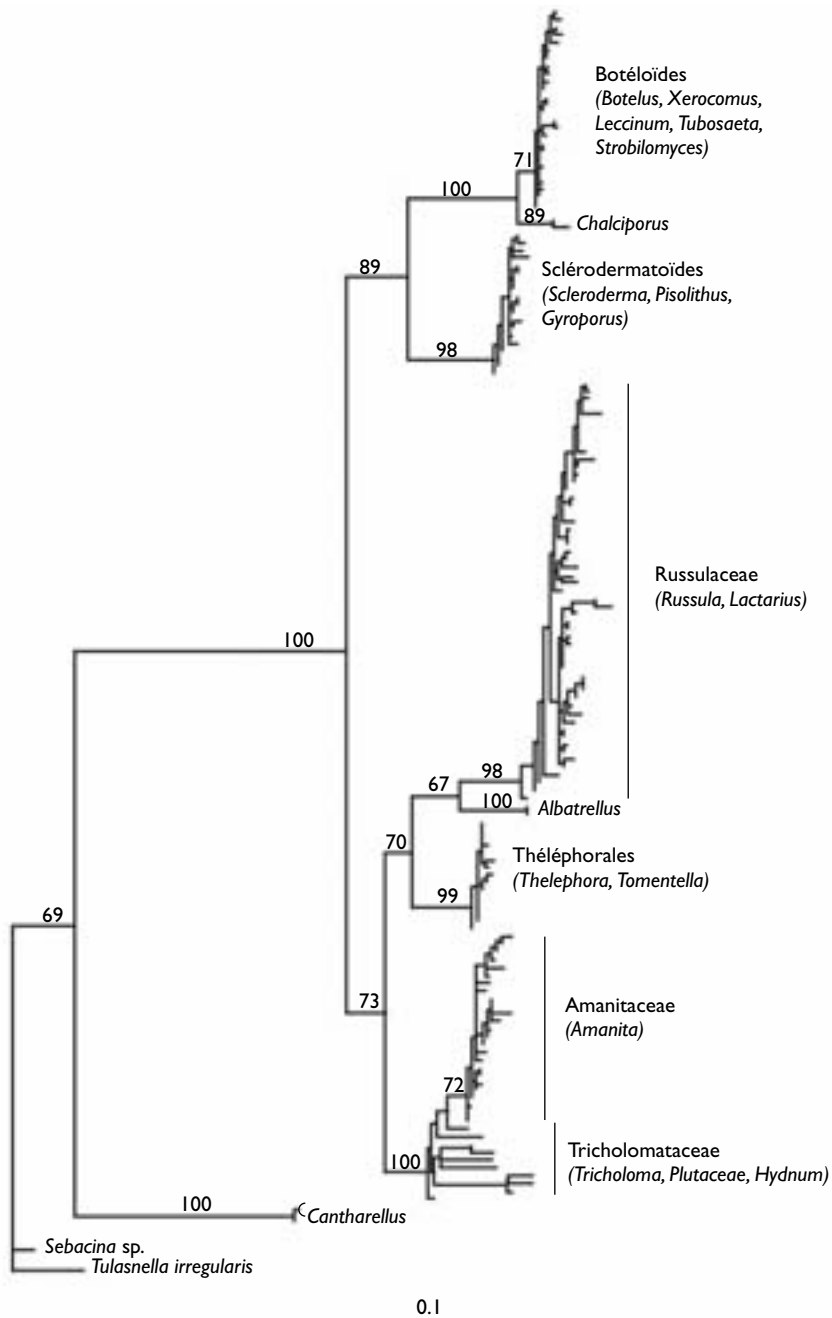 Botéloïdes
(Botelus, Xerocomus,
Leccinum, Tubosaeta,
Strobilomyces)
71
100
89
Chalciporus
89
Sclérodermatoïdes
(Scleroderma, Pisolithus,
Gyroporus)
98
Russulaceae
(Russula, Lactarius)
100
98
67
100
Albatrellus
70
Théléphorales
(Thelephora, Tomentella)
99
69
Amanitaceae
(Amanita)
73
72
Tricholomataceae
(Tricholoma, Plutaceae, Hydnum)
100
100
Cantharellus
Sebacina sp.
Tulasnella irregularis
0.1